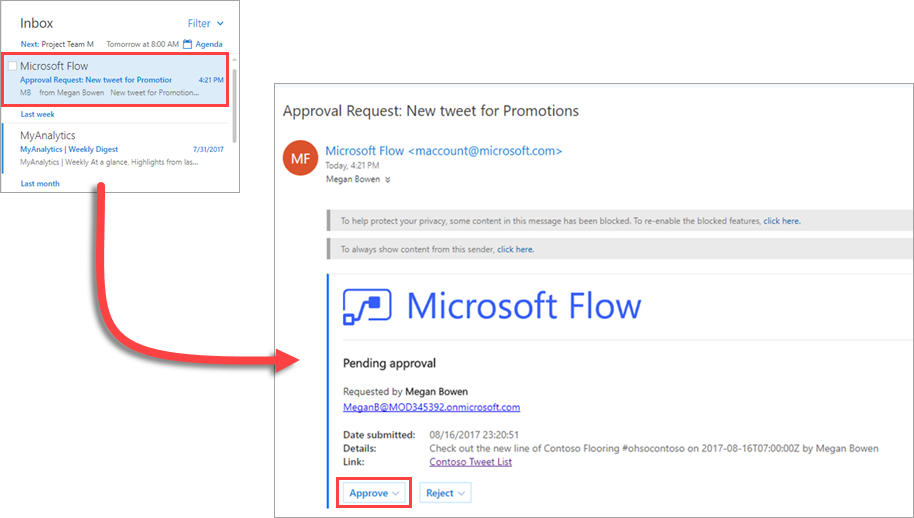 Inbox
Filter
Next: Project Team M Tomorrow at 8:00 AM Agenda
Microsoft Flow
Approval Request: New tweet for Promotion 4:21 PM
MB from Megan Bowen New tweet for Promotion...
Last week
MyAnalytics
MyAnalytics | Weekly Digest 7/31/2017
MyAnalytics | Weekly At a glance. Highlights from las...
Last month
Approval Request: New tweet for Promotions
MF
Microsoft Flow <maccount@microsoft.com>
Today, 4:21 PM
Megan Bowen
To help protect your privacy, some content in this message has been blocked. To re-enable the blocked features, click here.
To always show content from this sender, click here.
Microsoft Flow
Pending approval
Requested by Megan Bowen
MeganB@MOD345392.onmicrosoft.com
Date submitted: 08/16/2017 23:20:51
Details: Check out the new line of Contoso Flooring #ohsocontoso on 2017-08-16T07:00:00Z by Megan Bowen
Link: Contoso Tweet List
Approve Reject